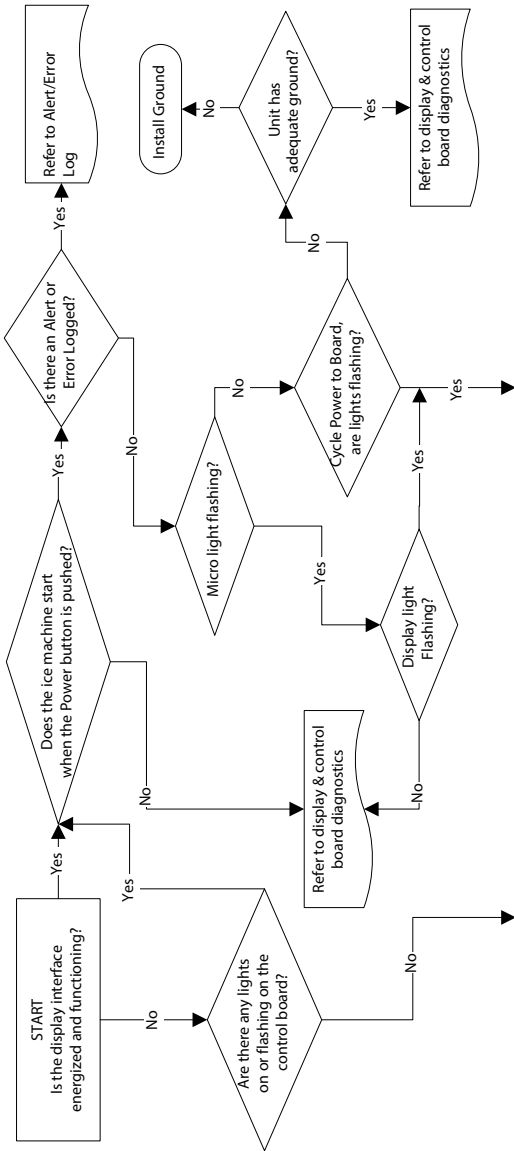 START
Is the display interface
energized and functioning?
Yes
No
Are there any lights
on or flashing on the
control board?
Yes
No
Does the ice machine start
when the Power button is pushed?
Yes
No
Refer to display & control
board diagnostics
Is there an Alert or
Error Logged?
Yes
No
Refer to Alert/Error
Log
Micro light flashing?
No
Yes
Display light
Flashing?
No
Yes
Cycle Power to Board,
are lights flashing?
No
Yes
Unit has
adequate ground?
No
Yes
Install Ground
Refer to display & control
board diagnostics